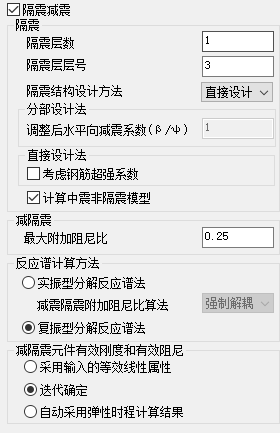 隔震减震
隔震
隔震层数 1
隔震层层号 3
隔震结构设计方法 直接设计
分部设计法
调整后水平向减震系数(β/ψ) 1
直接设计法
考虑钢筋超强系数
计算中震非隔震模型
减隔震
最大附加阻尼比 0.25
反应谱计算方法
实振型分解反应谱法
减震隔震附加阻尼比算法 强制解耦
复振型分解反应谱法
减隔震元件有效刚度和有效阻尼
采用输入的等效线性属性
迭代确定
自动采用弹性时程计算结果